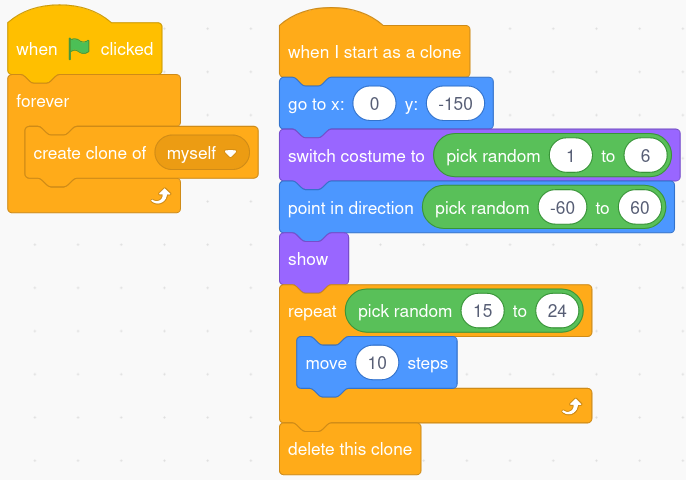 when clicked
forever
create clone of myself
when I start as a clone
go to x: 0 y: -150
switch costume to pick random 1 to 6
point in direction pick random -60 to 60
show
repeat pick random 15 to 24
move 10 steps
delete this clone